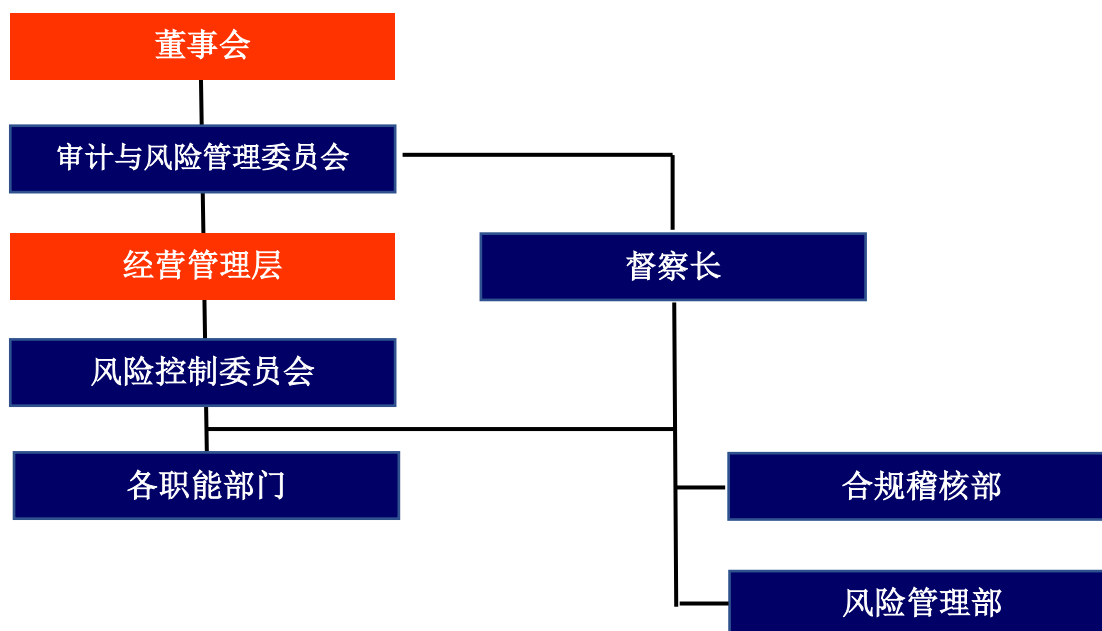 董事会
审计与风险管理委员会
经营管理层
督察长
风险控制委员会
各职能部门
合规稽核部
风险管理部